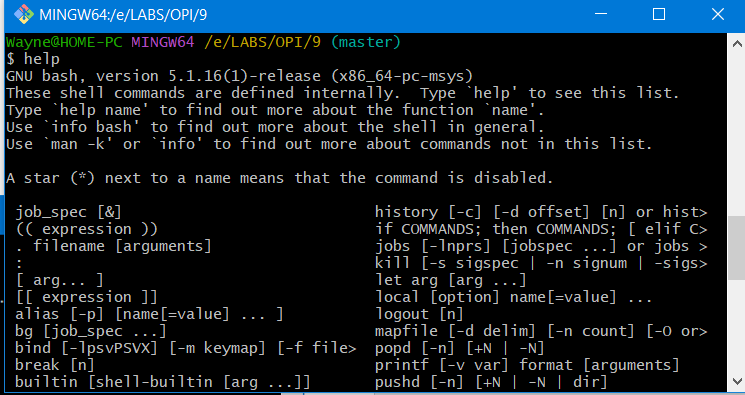 MINGW64:/e/LABS/OPI/9
Wayne@HOME-PC MINGW64 /e/LABS/OPI/9 (master)
$ help
GNU bash, version 5.1.16(1)-release (x86_64-pc-msys)
These shell commands are defined internally.  Type `help' to see this list.
Type `help name' to find out more about the function `name'.
Use `info bash' to find out more about the shell in general.
Use `man -k' or `info' to find out more about commands not in this list.
A star (*) next to a name means that the command is disabled.
job_spec [&]                            history [-c] [-d offset] [n] or hist>
(( expression ))                        if COMMANDS; then COMMANDS; [ elif C>
. filename [arguments]                  jobs [-lnprs] [jobspec ...] or jobs >
:                                       kill [-s sigspec | -n signum | -sigs>
[ arg... ]                              let arg [arg ...]
[[ expression ]]                        local [option] name[=value] ...
alias [-p] [name[=value] ... ]          logout [n]
bg [job_spec ...]                       mapfile [-d delim] [-n count] [-O or>
bind [-lpsvPSVX] [-m keymap] [-f file>  popd [-n] [+N | -N]
break [n]                               printf [-v var] format [arguments]
builtin [shell-builtin [arg ...]]       pushd [-n] [+N | -N | dir]